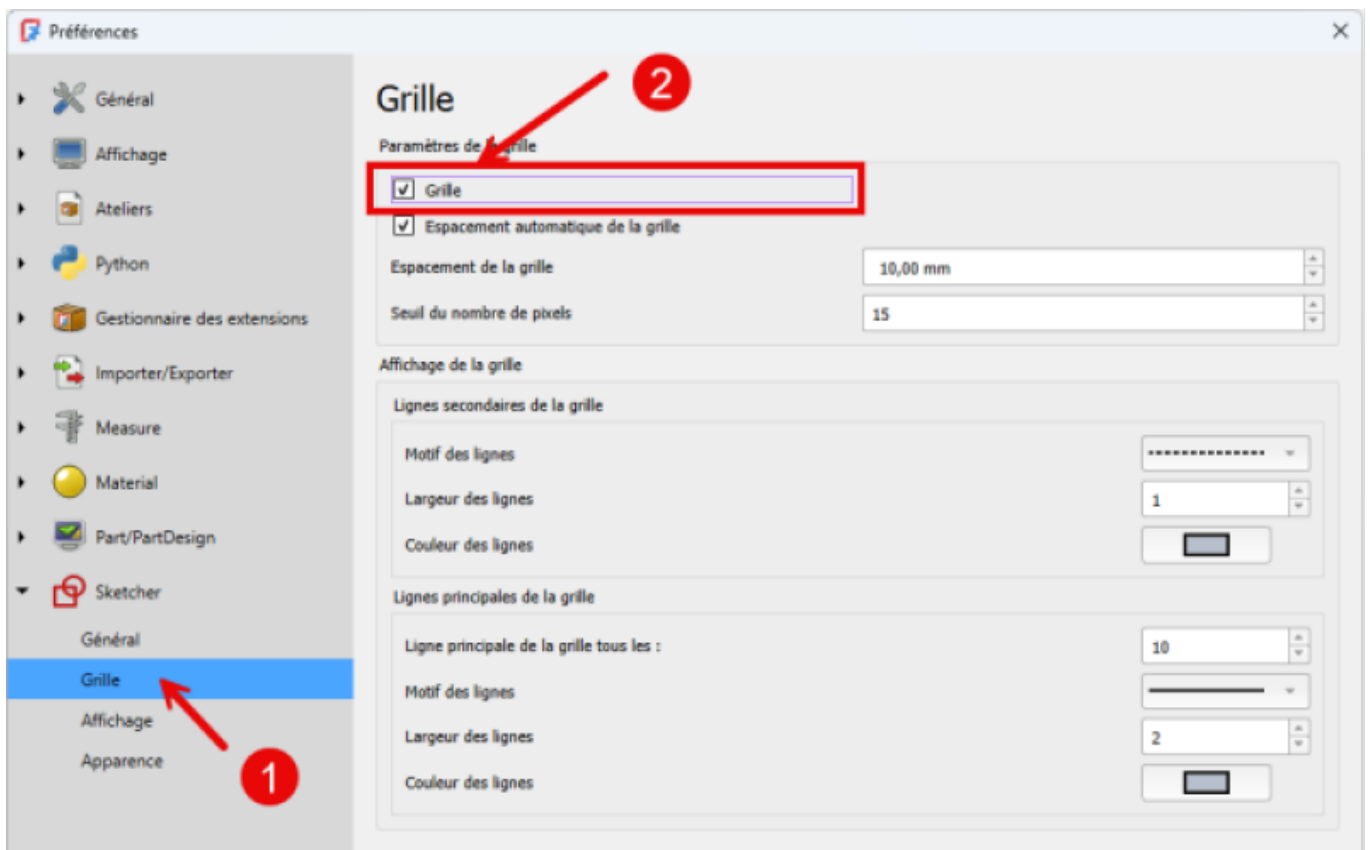 Préférences
Général
Affichage
Ateliers
Python
Gestionnaire des extensions
Importer/Exporter
Measure
Material
Part/PartDesign
Sketcher
Général
Grille
Affichage
Apparence
1
Grille
2
Paramètres de la grille
Grille
Espacement automatique de la grille
Espacement de la grille 10,00 mm
Seuil du nombre de pixels 15
Affichage de la grille
Lignes secondaires de la grille
Motif des lignes
Largeur des lignes 1
Couleur des lignes
Lignes principales de la grille
Ligne principale de la grille tous les : 10
Motif des lignes
Largeur des lignes 2
Couleur des lignes